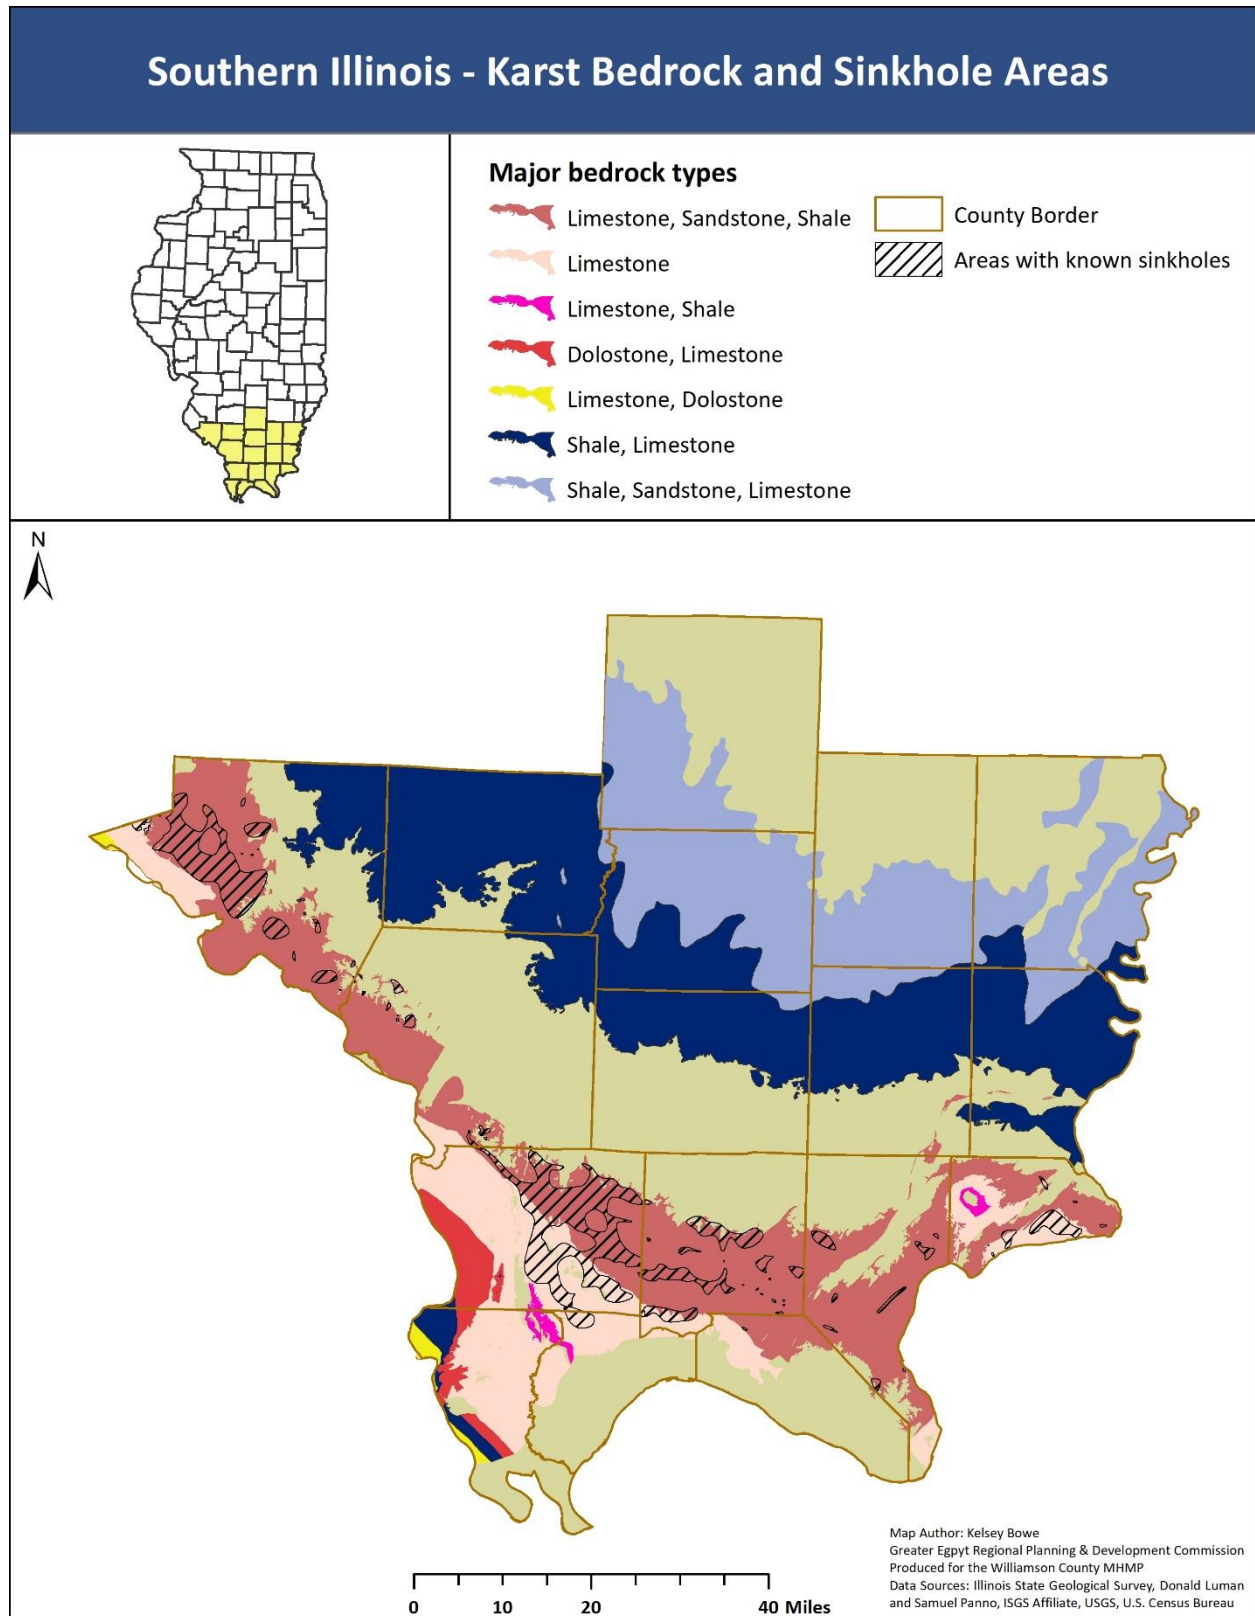 Southern Illinois - Karst Bedrock and Sinkhole Areas
Major bedrock types
Limestone, Sandstone, Shale
Limestone
Limestone, Shale
Dolostone, Limestone
Limestone, Dolostone
Shale, Limestone
Shale, Sandstone, Limestone
County Border
Areas with known sinkholes
N
Map Author: Kelsey Bowe
Greater Egpyt Regional Planning & Development Commission
Produced for the Williamson County MHMP
Data Sources: Illinois State Geological Survey, Donald Luman
and Samuel Panno, ISGS Affiliate, USGS, U.S. Census Bureau
0 10 20 40 Miles